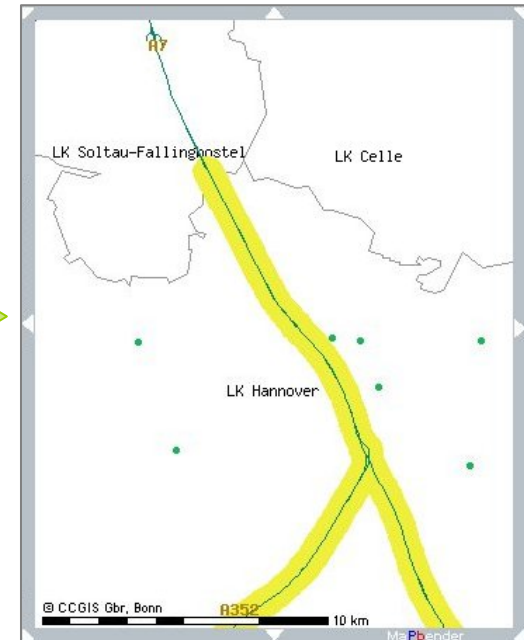 A7
LK Soltau-Fallingbostel
LK Celle
LK Hannover
© CCGIS Gbr, Bonn
A352
10 km
MaPbender